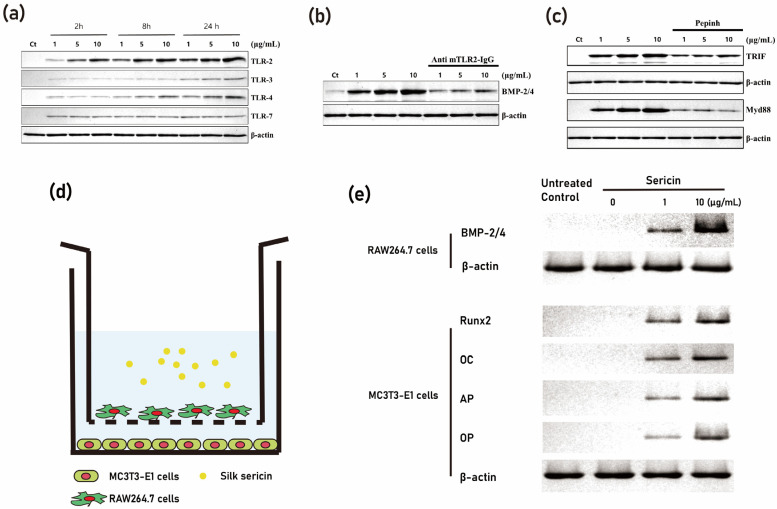 (a)
2h 8h 24 h
Ct 1 5 10 1 5 10 1 5 10 (μg/mL)
TLR-2
TLR-3
TLR-4
TLR-7
β-actin
(b)
Anti mTLR2-IgG
Ct 1 5 10 1 5 10 (μg/mL)
BMP-2/4
β-actin
(c)
Pepinh
Ct 1 5 10 1 5 10 (μg/mL)
TRIF
β-actin
Myd88
β-actin
(d)
MC3T3-E1 cells
Silk sericin
RAW264.7 cells
(e)
Untreated Control
Sericin
0 1 10 (μg/mL)
RAW264.7 cells
BMP-2/4
β-actin
MC3T3-E1 cells
Runx2
OC
AP
OP
β-actin